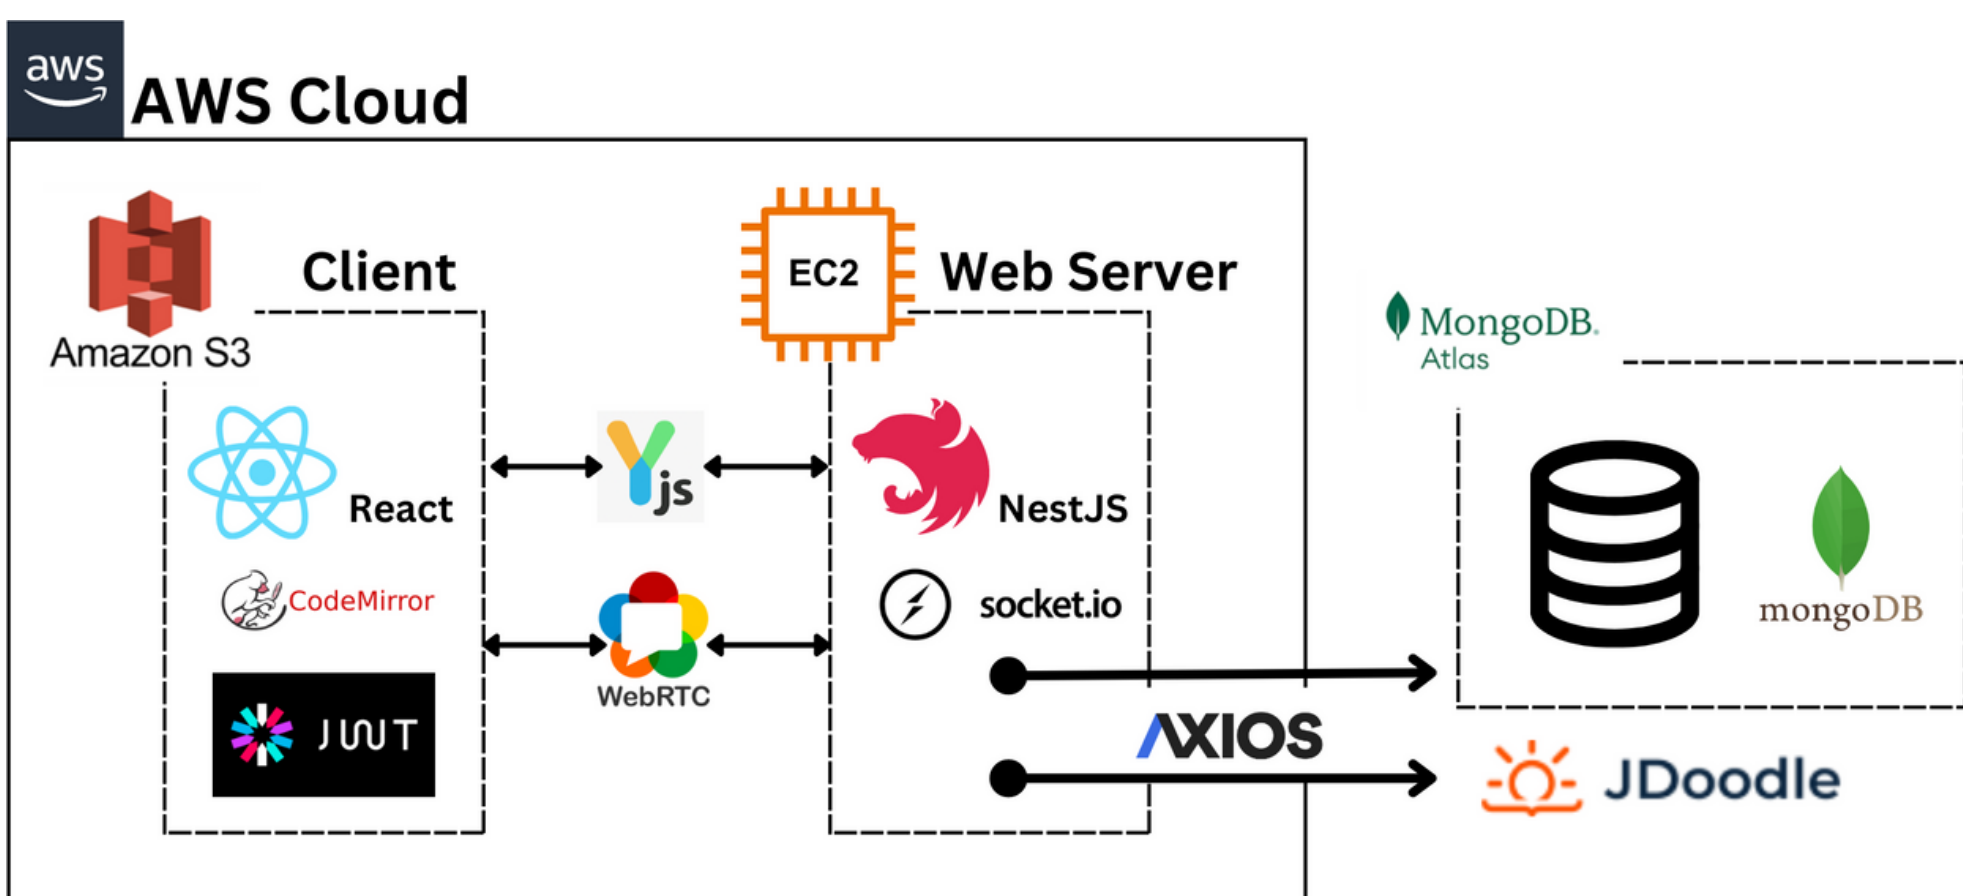 aws
AWS Cloud
Client
EC2
Web Server
Amazon S3
MongoDB®
Atlas
React
Yjs
NestJS
CodeMirror
socket.io
mongoDB
WebRTC
JWT
AXIOS
JDoodle